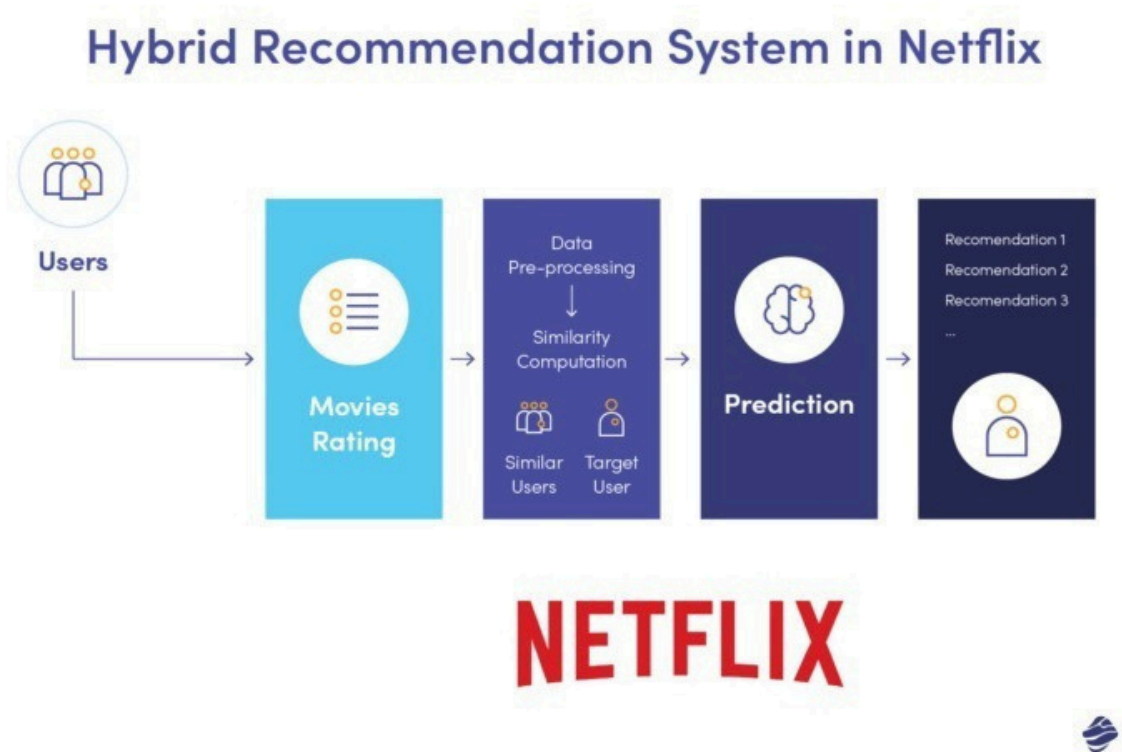 Hybrid Recommendation System in Netflix
Users
Movies
Rating
Data
Pre-processing
Similarity
Computation
Similar
Users
Target
User
Prediction
Recomendation 1
Recomendation 2
Recomendation 3
...
NETFLIX